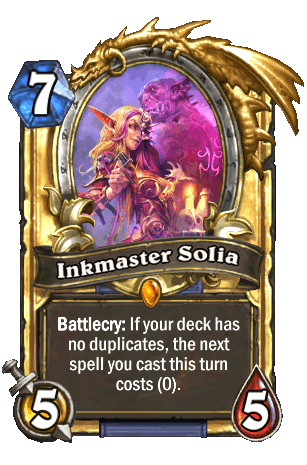 7
Inkmaster Solia
Battlecry: If your deck has
no duplicates, the next
spell you cast this turn
costs (0).
5 5